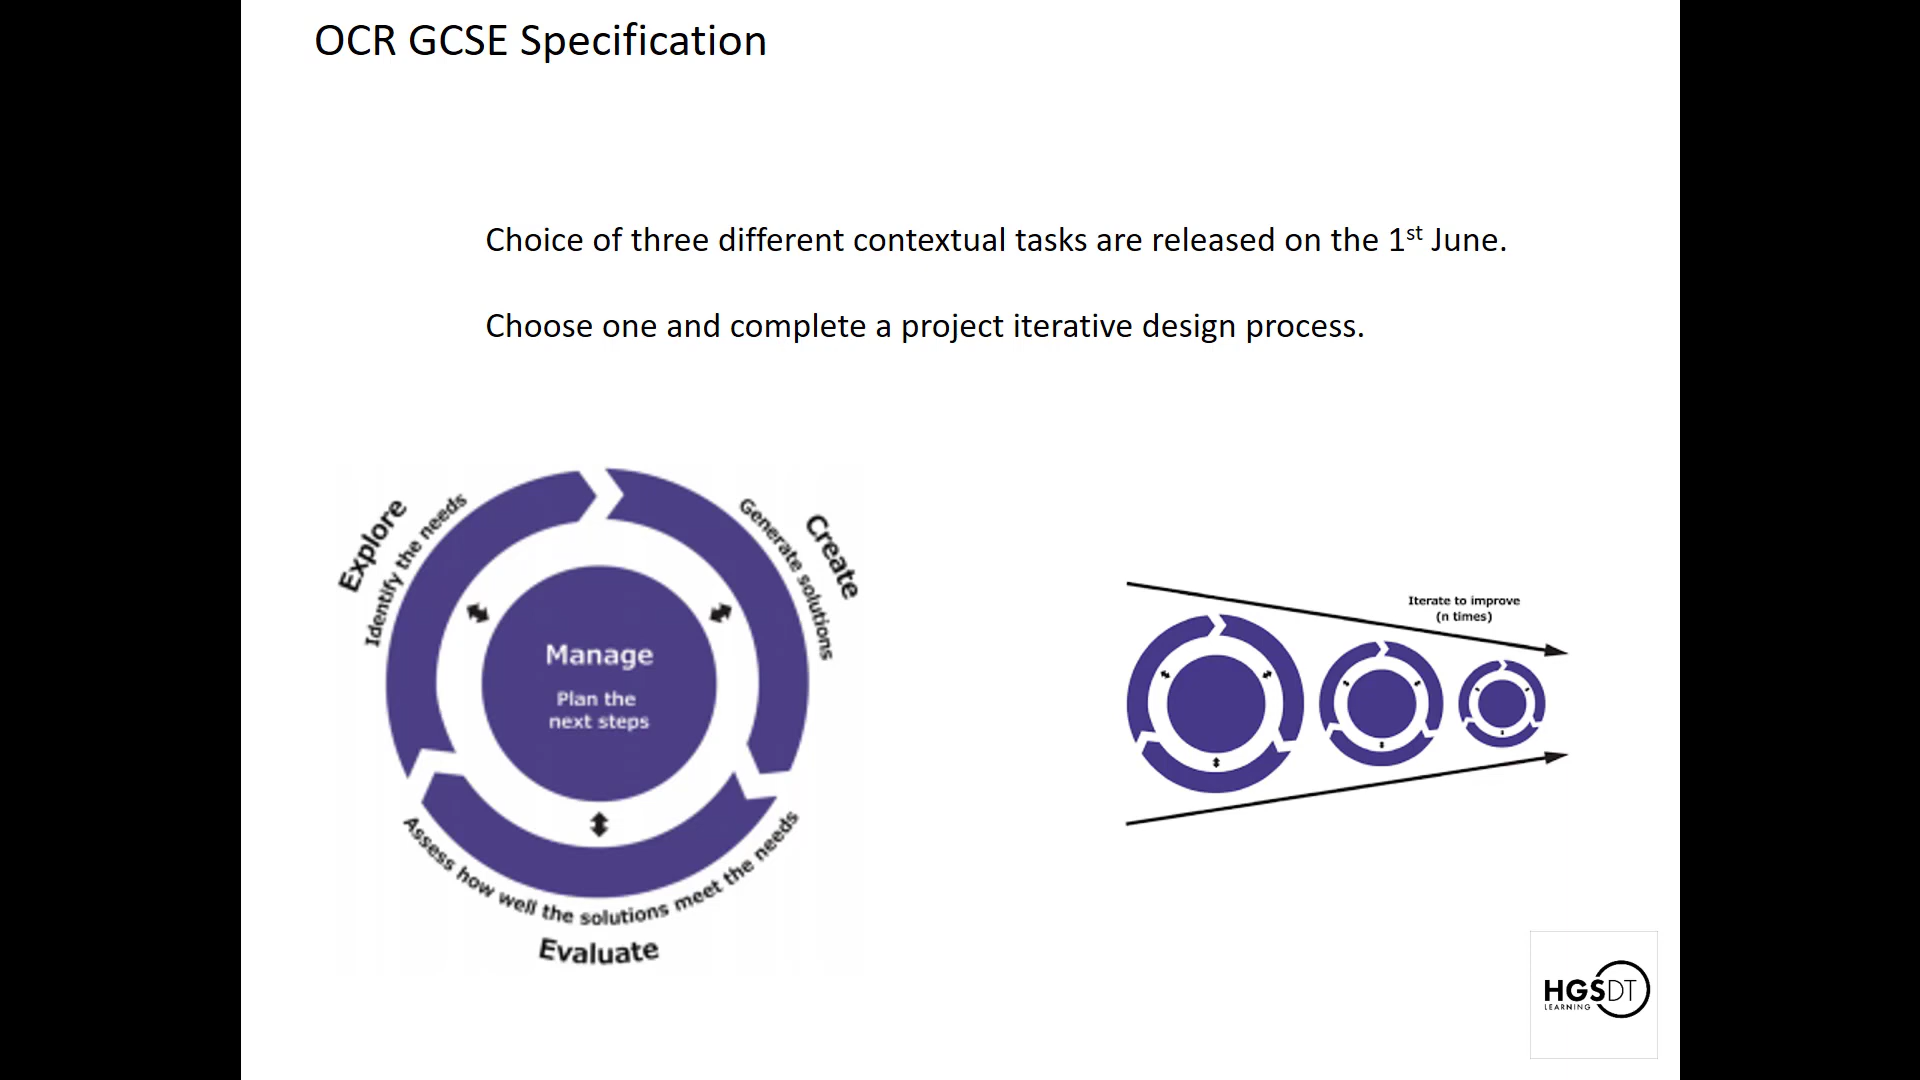 OCR GCSE Specification
Choice of three different contextual tasks are released on the 1st June.
Choose one and complete a project iterative design process.
Explore
Identify the needs
Create
Generate solutions
Manage
Plan the
next steps
Assess how well the solutions meet the needs
Evaluate
Iterate to improve
(n times)
HGSDT
LEARNING